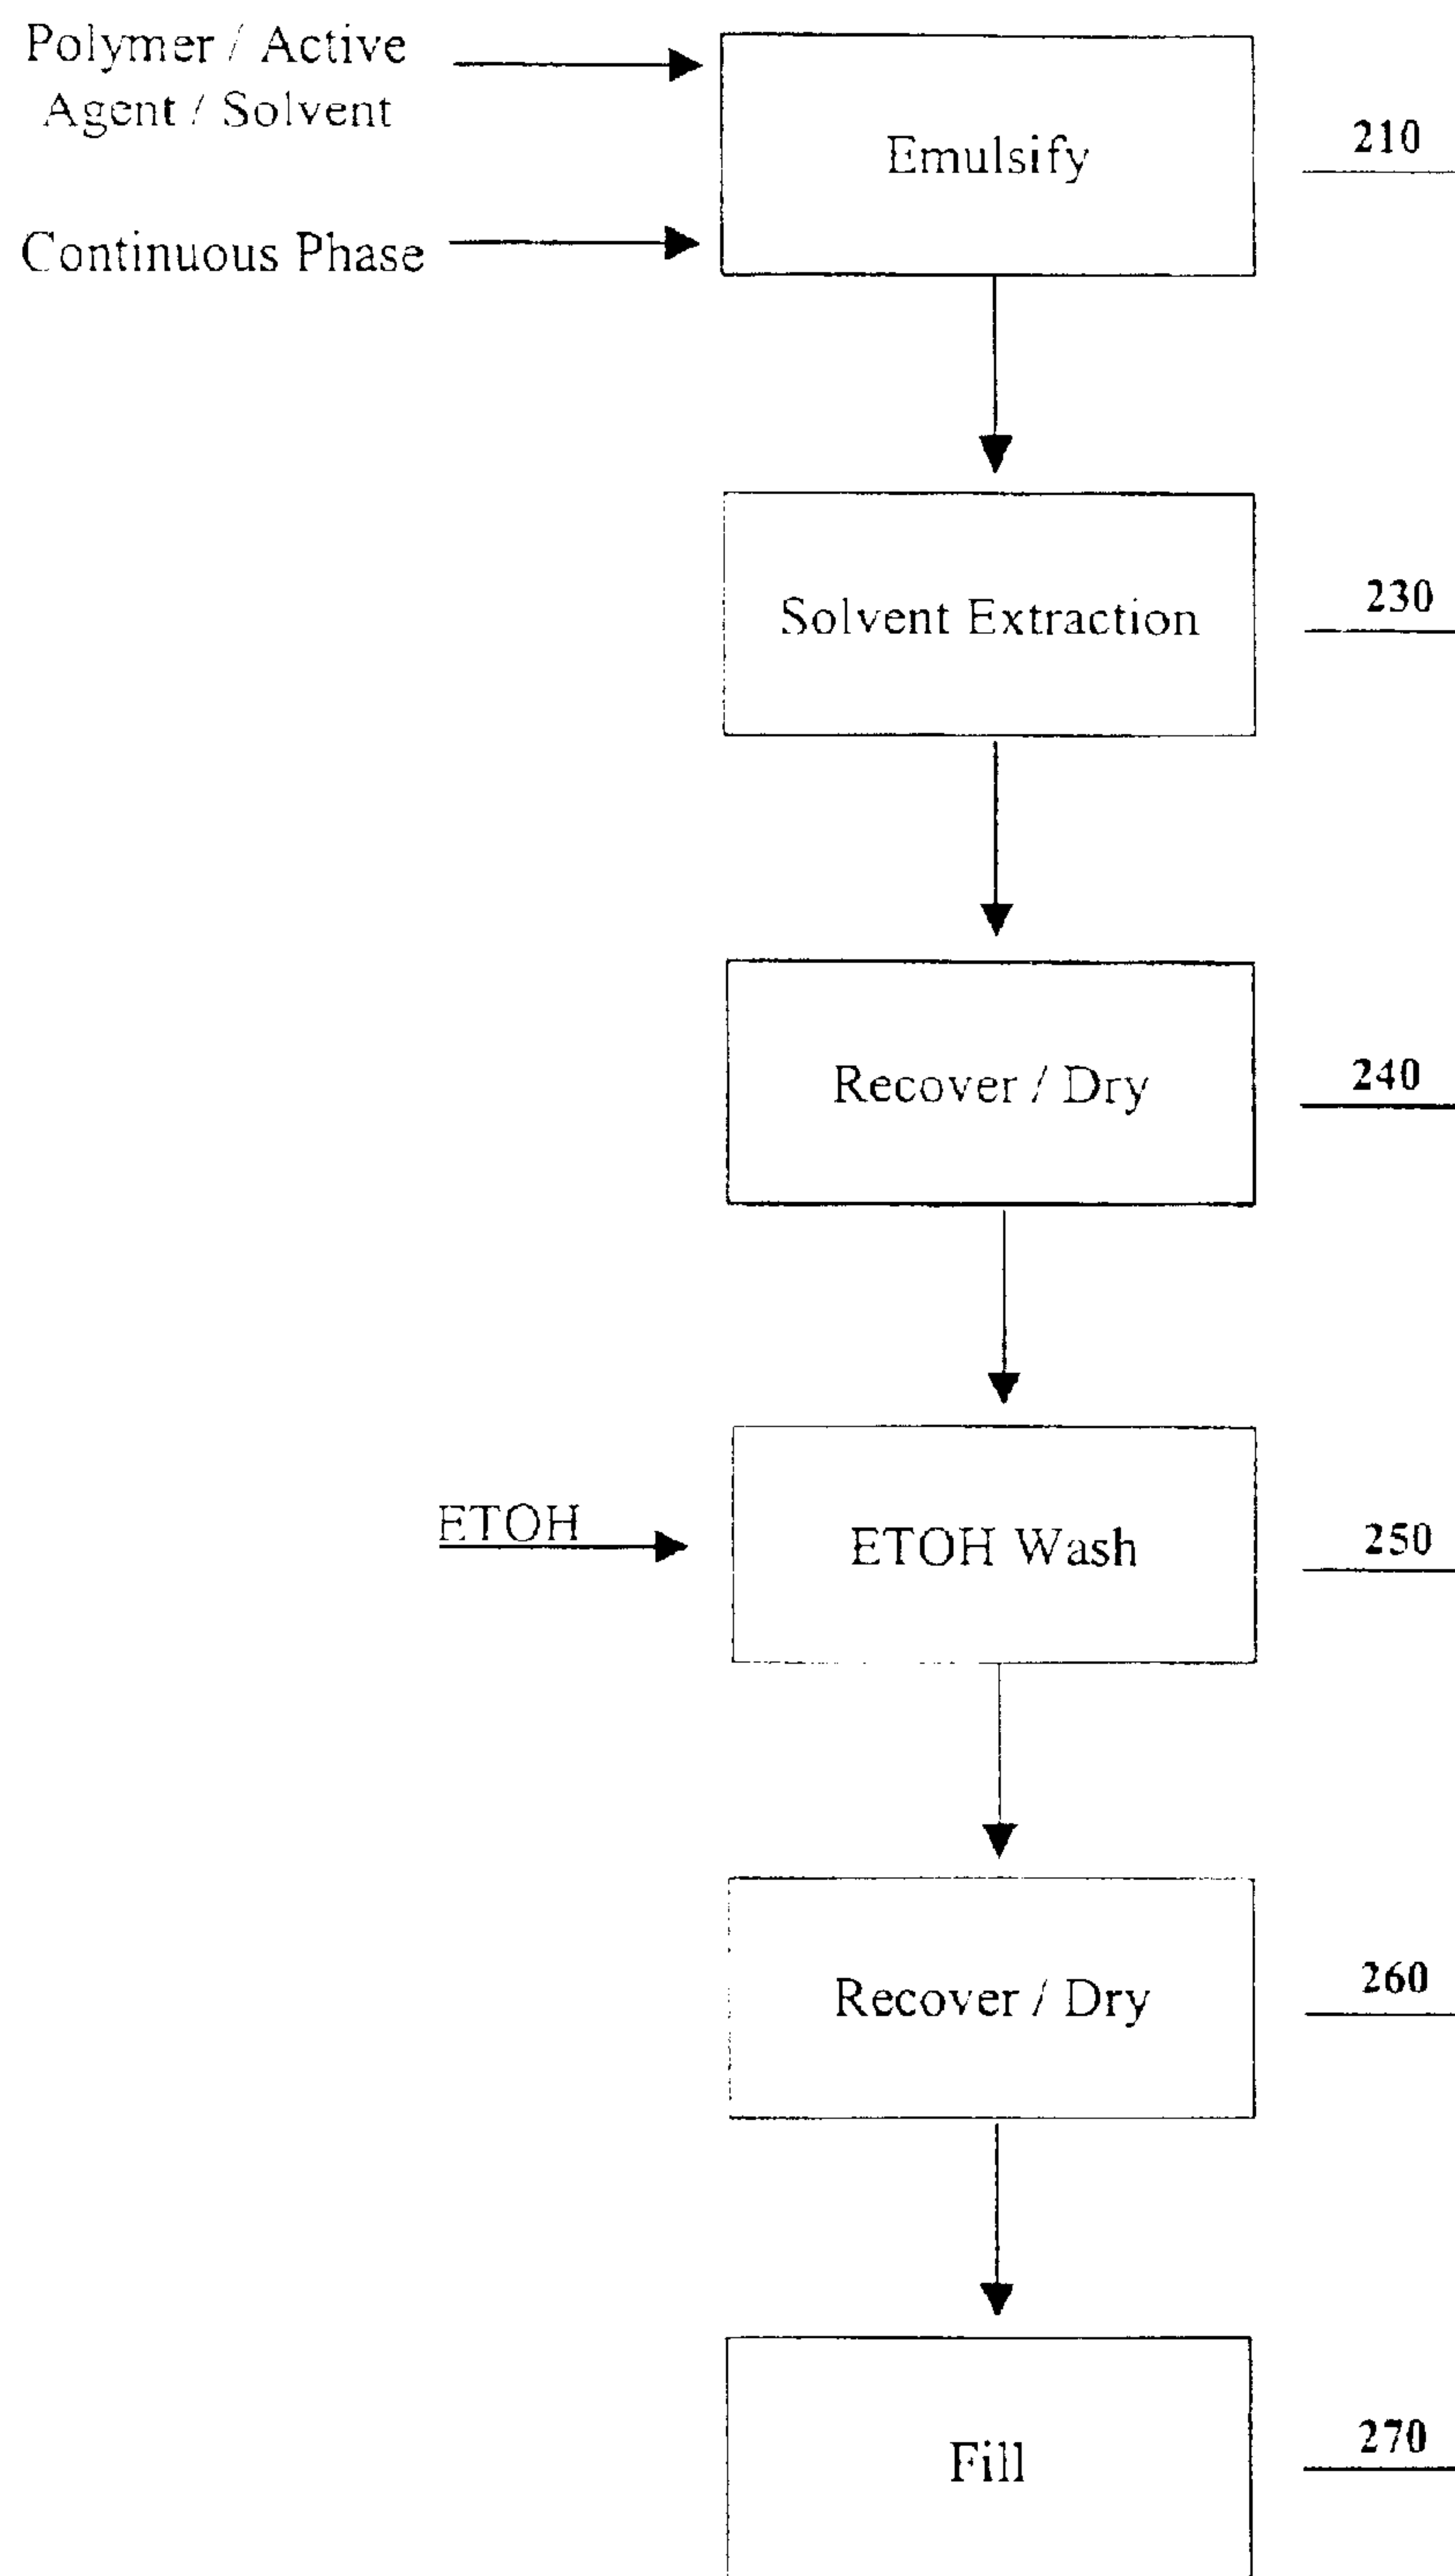 Polymer / Active
Agent / Solvent
Emulsify
210
Continuous Phase
Solvent Extraction
230
Recover / Dry
240
ETOH
ETOH Wash
250
Recover / Dry
260
Fill
270